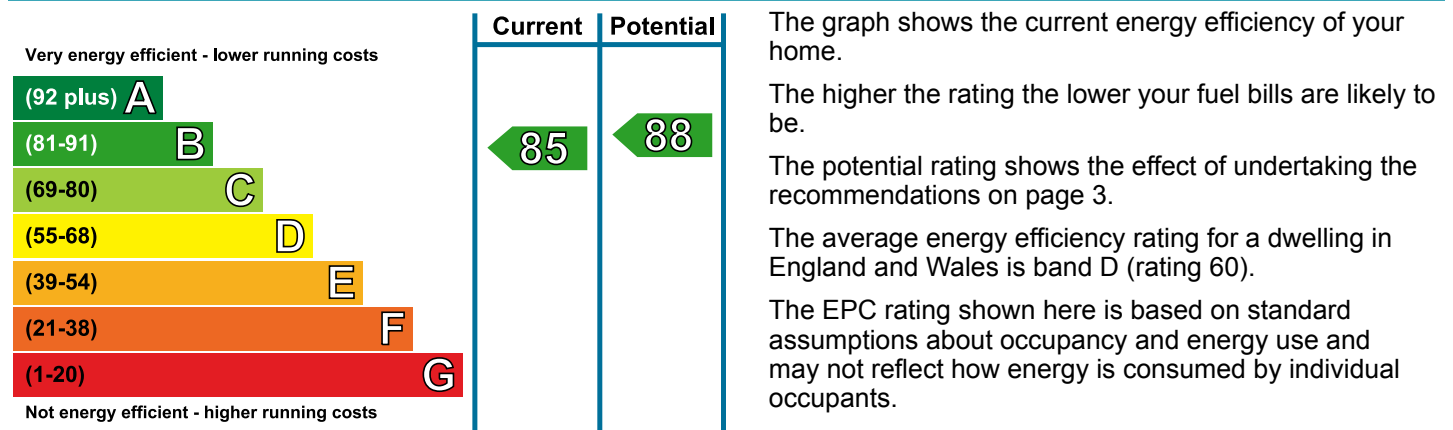 Current Potential
Very energy efficient - lower running costs
(92 plus) A
(81-91) B
(69-80) C
(55-68) D
(39-54) E
(21-38) F
(1-20) G
Not energy efficient - higher running costs
85
88
The graph shows the current energy efficiency of your
home.
The higher the rating the lower your fuel bills are likely to
be.
The potential rating shows the effect of undertaking the
recommendations on page 3.
The average energy efficiency rating for a dwelling in
England and Wales is band D (rating 60).
The EPC rating shown here is based on standard
assumptions about occupancy and energy use and
may not reflect how energy is consumed by individual
occupants.